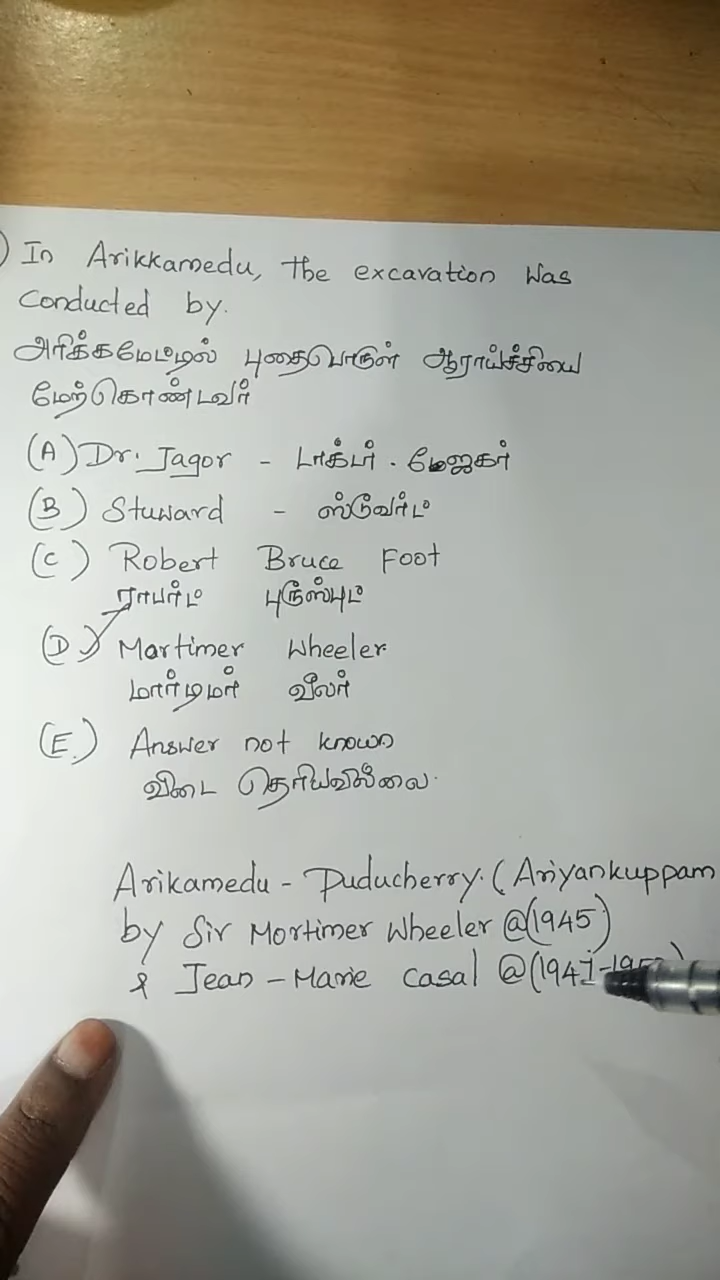 ) In Arikkamedu, the excavation was
Conducted by.
அரிக்கமேட்டில் புதைபொருள் ஆராய்ச்சியை
மேற்கொண்டவர்
(A) Dr. Jagor - டாக்டர். ஜேகர்
(B) Stuward - ஸ்டுவர்ட்
(C) Robert Bruce Foot
ராபர்ட் புரூஸ்புட்
(D) Mortimer Wheeler
மார்டிமர் வீலர்
(E.) Answer not known
விடை தெரியவில்லை.
Arikamedu - Puducherry. (Ariyankuppam
by Sir Mortimer Wheeler @(1945)
& Jean - Marie Casal @